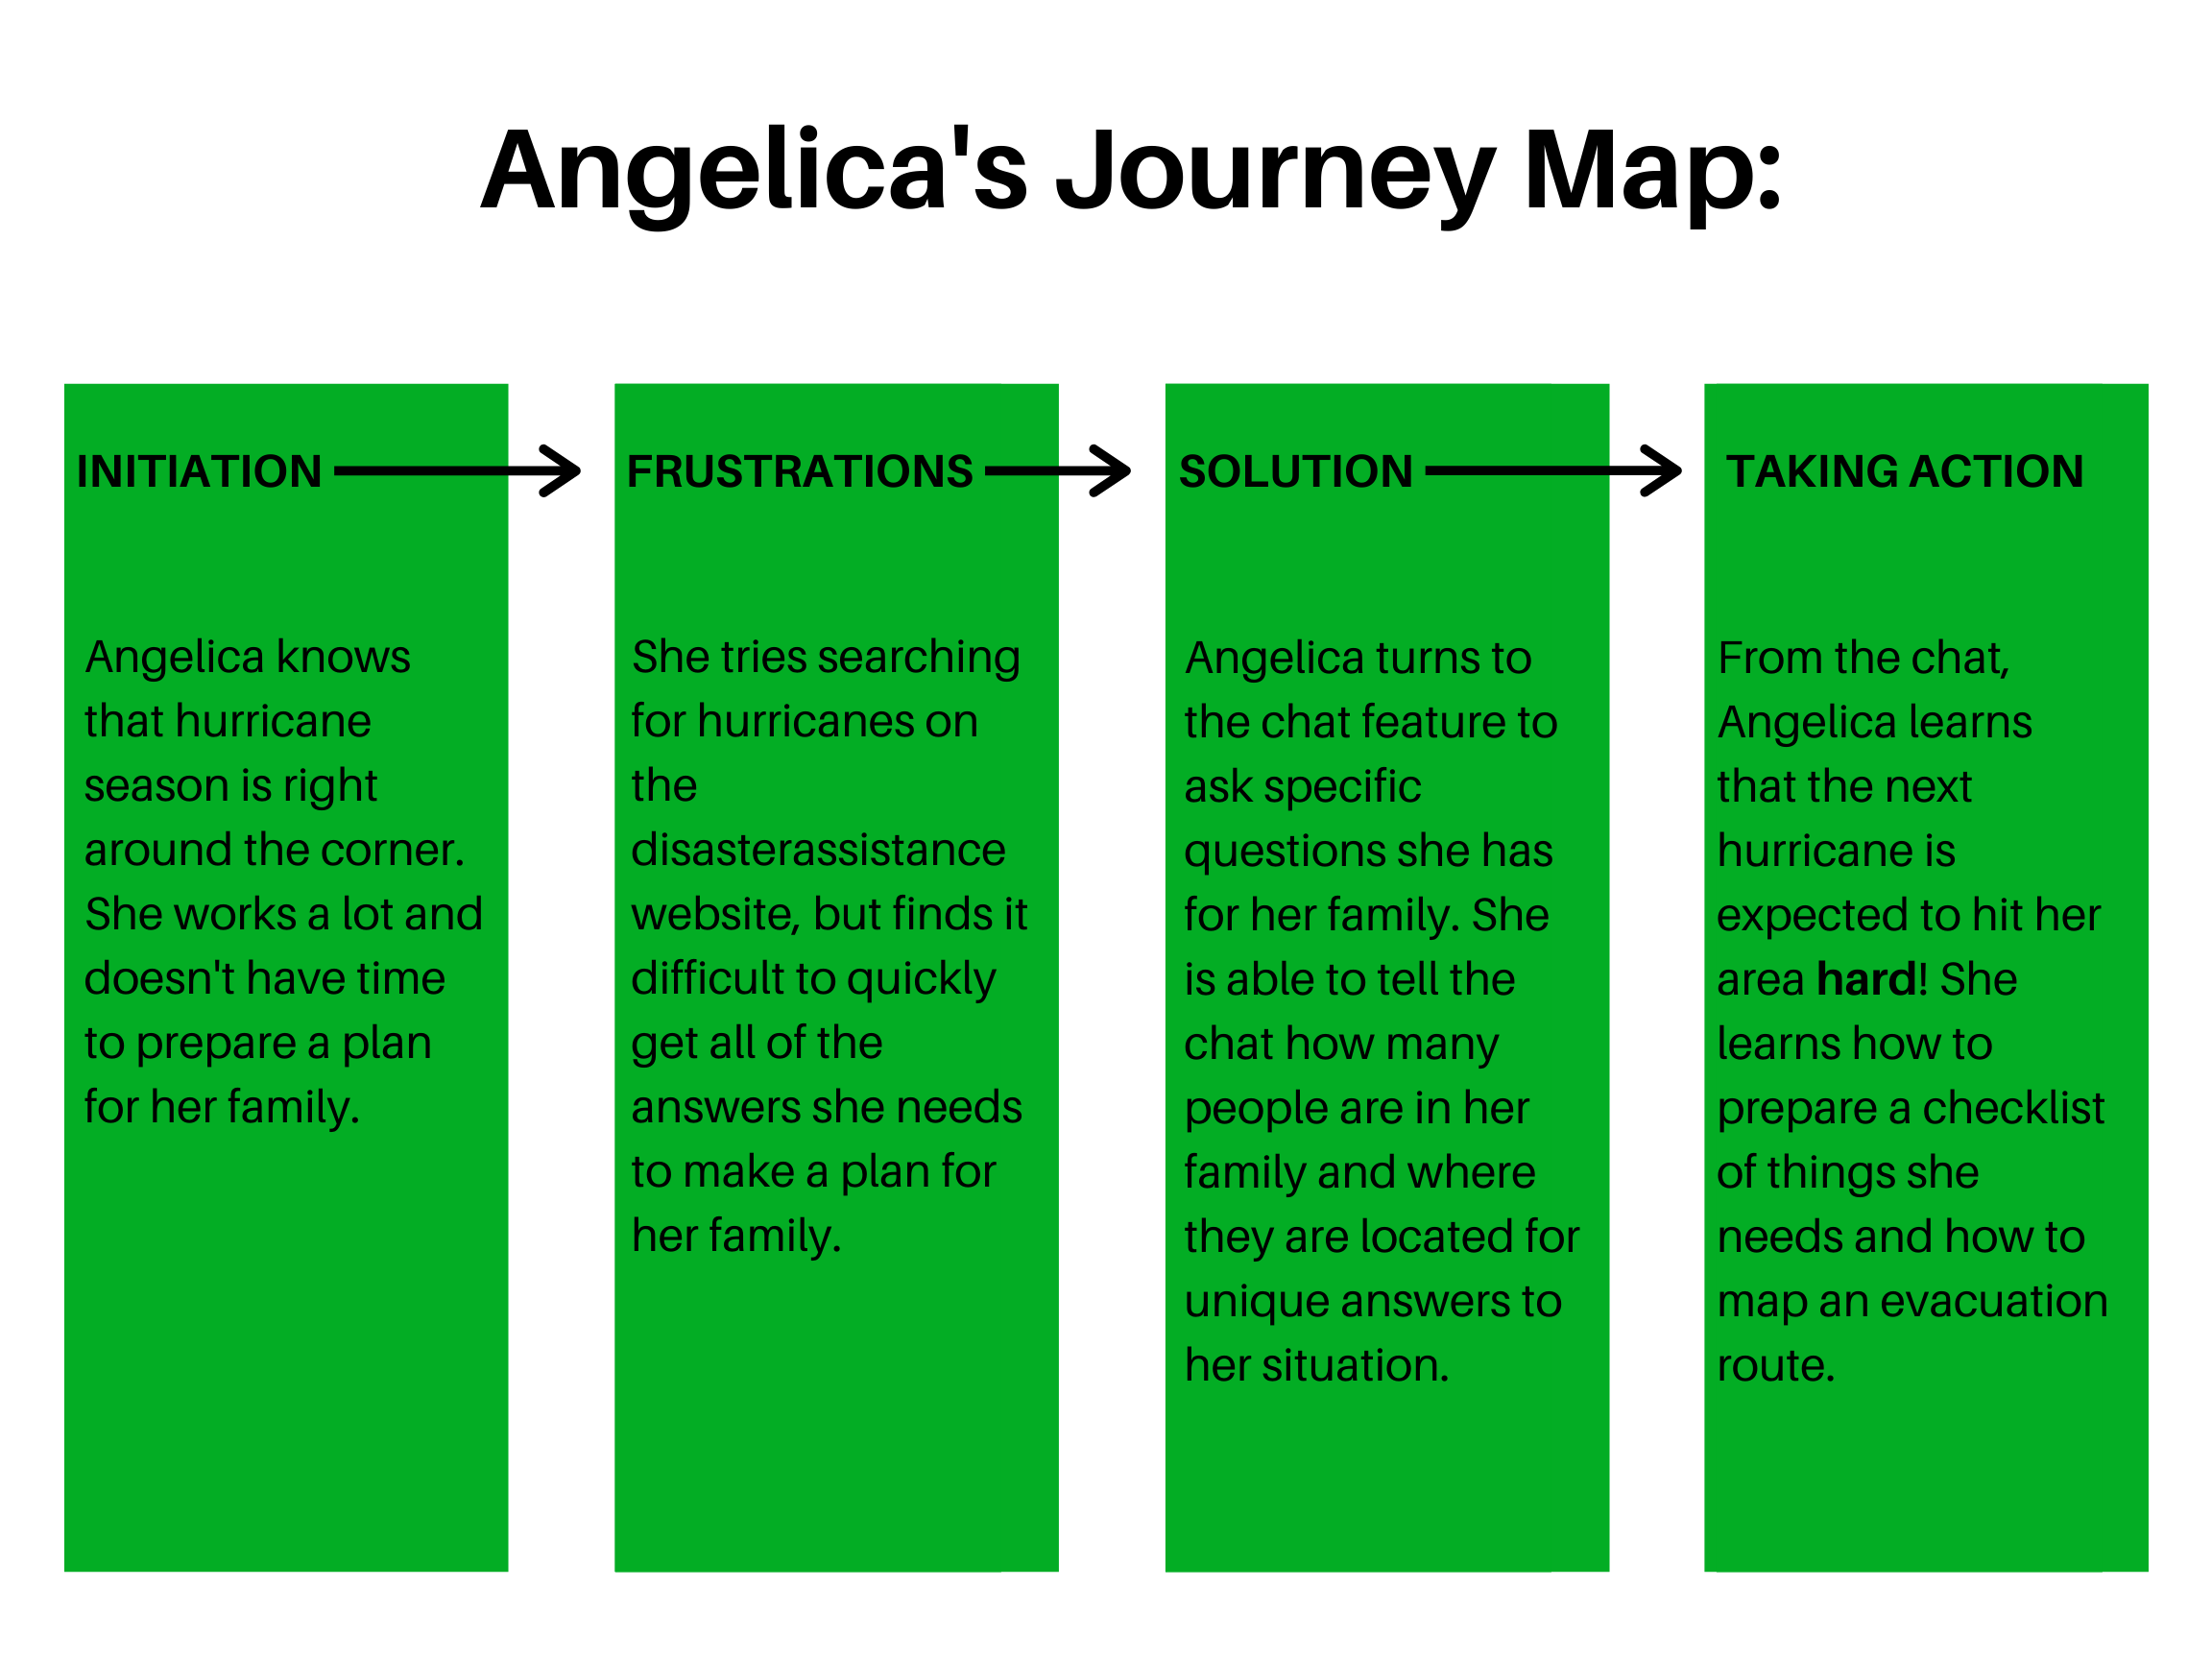 Angelica's Journey Map:
INITIATION
Angelica knows
that hurricane
season is right
around the corner.
She works a lot and
doesn't have time
to prepare a plan
for her family.
FRUSTRATIONS
She tries searching
for hurricanes on
the
disasterassistance
website, but finds it
difficult to quickly
get all of the
answers she needs
to make a plan for
her family.
SOLUTION
Angelica turns to
the chat feature to
ask specific
questions she has
for her family. She
is able to tell the
chat how many
people are in her
family and where
they are located for
unique answers to
her situation.
TAKING ACTION
From the chat,
Angelica learns
that the next
hurricane is
expected to hit her
area hard! She
learns how to
prepare a checklist
of things she
needs and how to
map an evacuation
route.